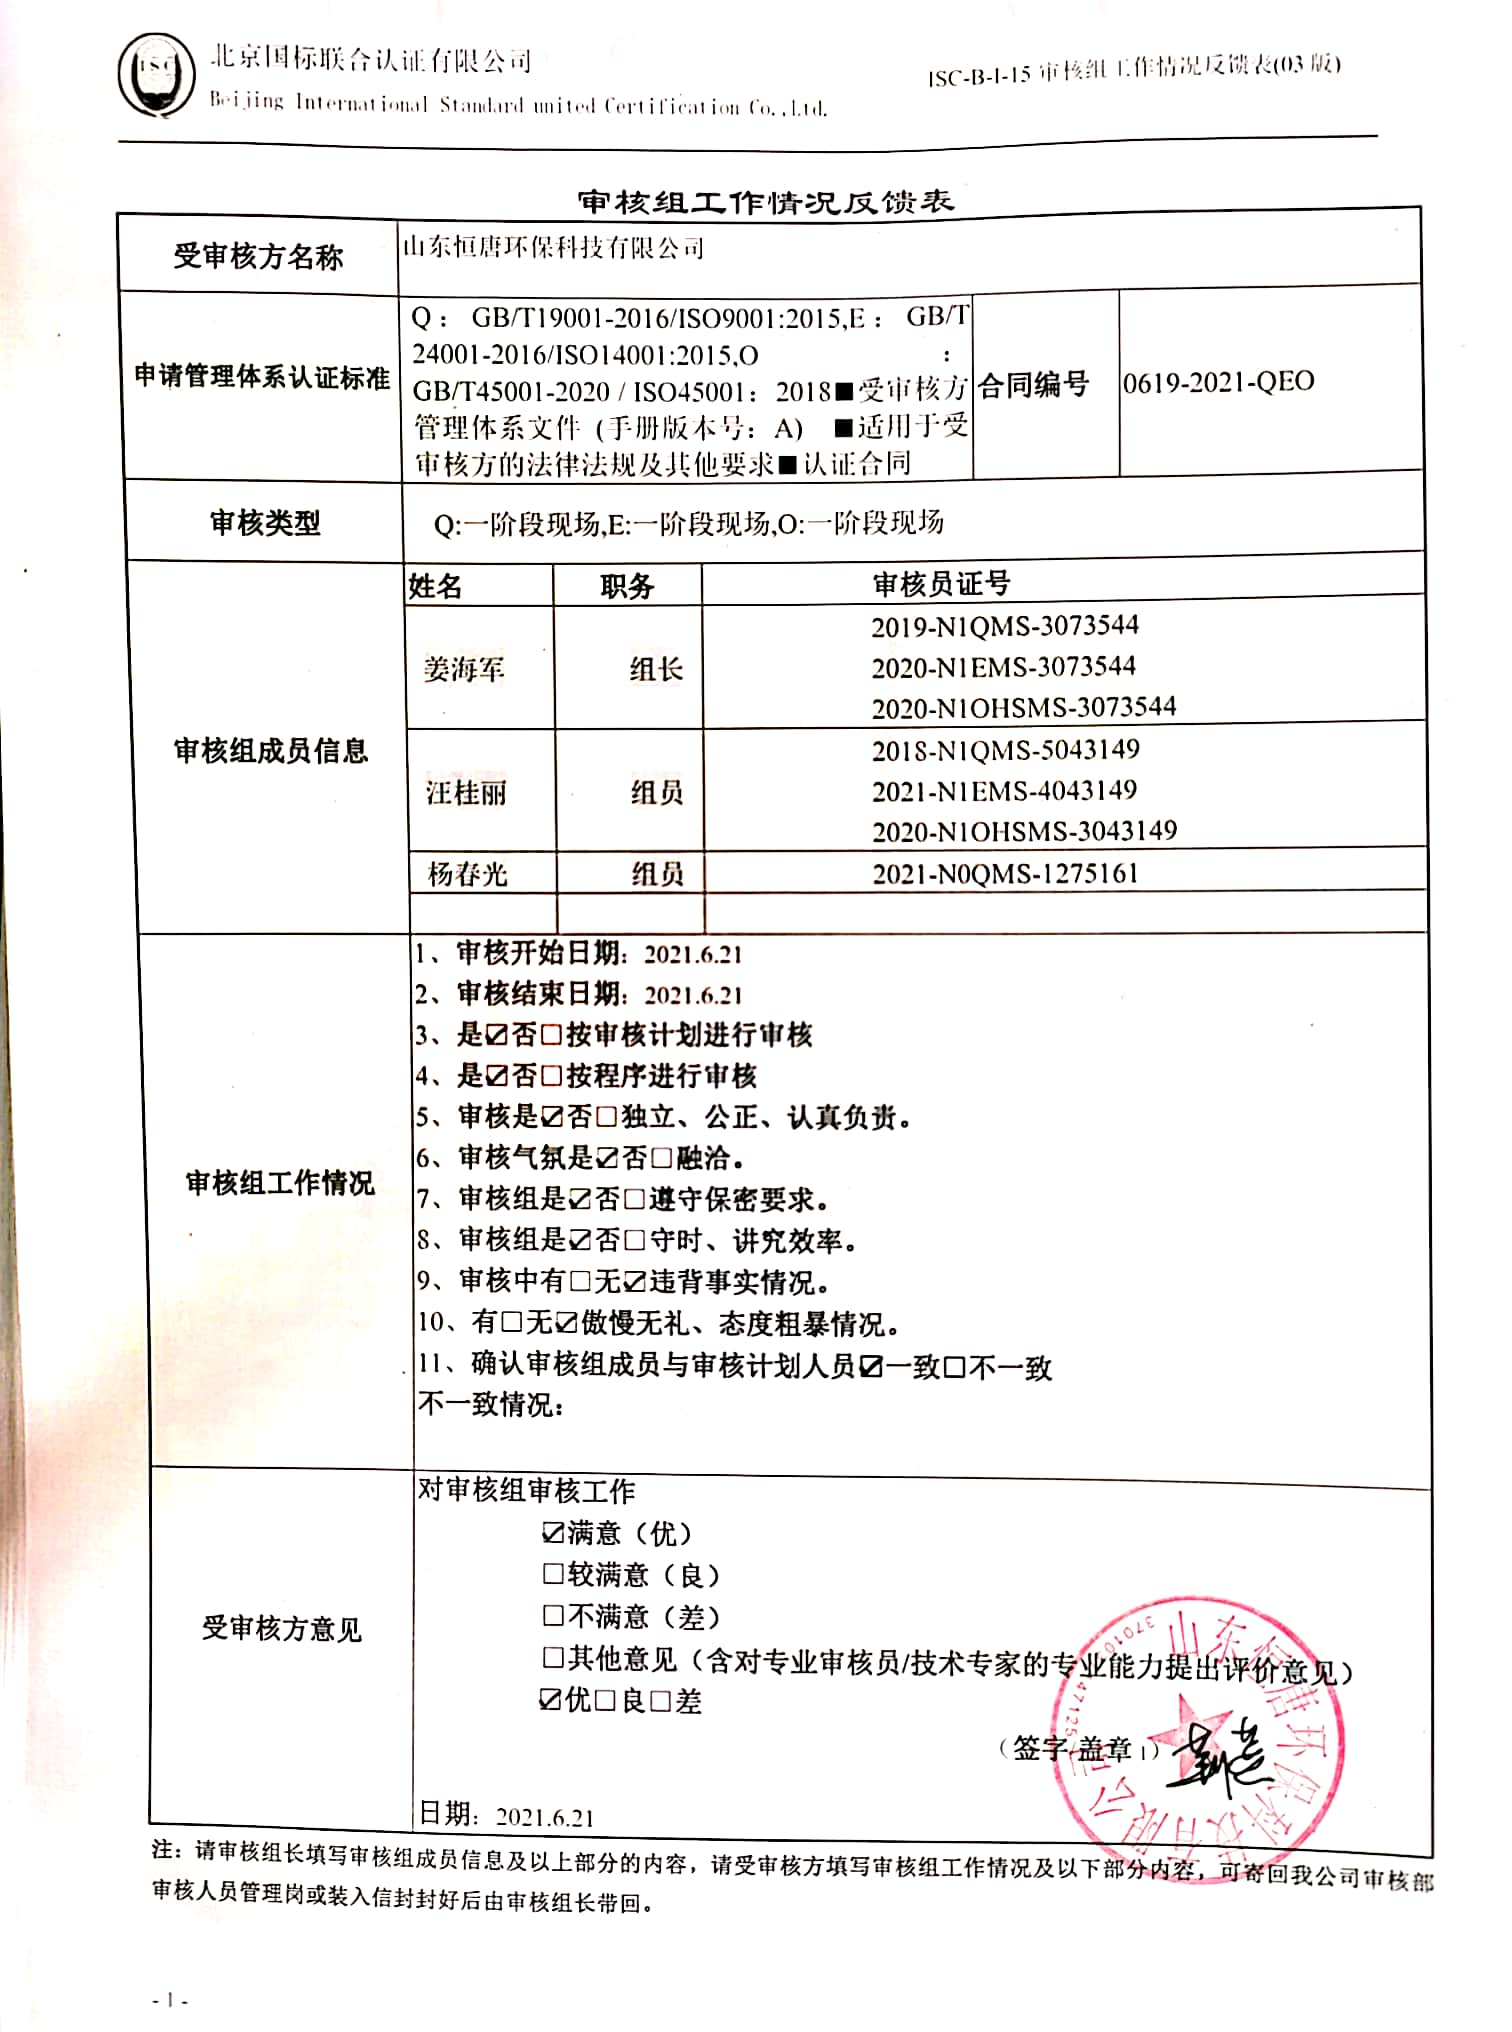 ISC
北京国标联合认证有限公司
Beijing International Standard united Certification Co.,Ltd.
ISC-B-I-15 审核组工作情况反馈表(03 版)
审核组工作情况反馈表
受审核方名称
山东恒唐环保科技有限公司
申请管理体系认证标准
Q： GB/T19001-2016/ISO9001:2015,E： GB/T
24001-2016/ISO14001:2015,O ：
GB/T45001-2020 / ISO45001：2018■受审核方
管理体系文件 (手册版本号：A) ■适用于受
审核方的法律法规及其他要求■认证合同
合同编号
0619-2021-QEO
审核类型
Q:一阶段现场,E:一阶段现场,O:一阶段现场
审核组成员信息
姓名 职务 审核员证号
姜海军 组长
2019-N1QMS-3073544
2020-N1EMS-3073544
2020-N1OHSMS-3073544
汪桂丽 组员
2018-N1QMS-5043149
2021-N1EMS-4043149
2020-N1OHSMS-3043149
杨春光 组员 2021-N0QMS-1275161
审核组工作情况
1、审核开始日期：2021.6.21
2、审核结束日期：2021.6.21
3、是☑否□按审核计划进行审核
4、是☑否□按程序进行审核
5、审核是☑否□独立、公正、认真负责。
6、审核气氛是☑否□融洽。
7、审核组是☑否□遵守保密要求。
8、审核组是☑否□守时、讲究效率。
9、审核中有□无☑违背事实情况。
10、有□无☑傲慢无礼、态度粗暴情况。
11、确认审核组成员与审核计划人员☑一致□不一致
不一致情况：
受审核方意见
对审核组审核工作
☑满意（优）
□较满意（良）
□不满意（差）
□其他意见（含对专业审核员/技术专家的专业能力提出评价意见）
☑优□良□差
（签字 盖章）
山东恒唐环保科技有限公司
日期：2021.6.21
注：请审核组长填写审核组成员信息及以上部分的内容，请受审核方填写审核组工作情况及以下部分内容，可寄回我公司审核部
审核人员管理岗或装入信封封好后由审核组长带回。
- 1 -